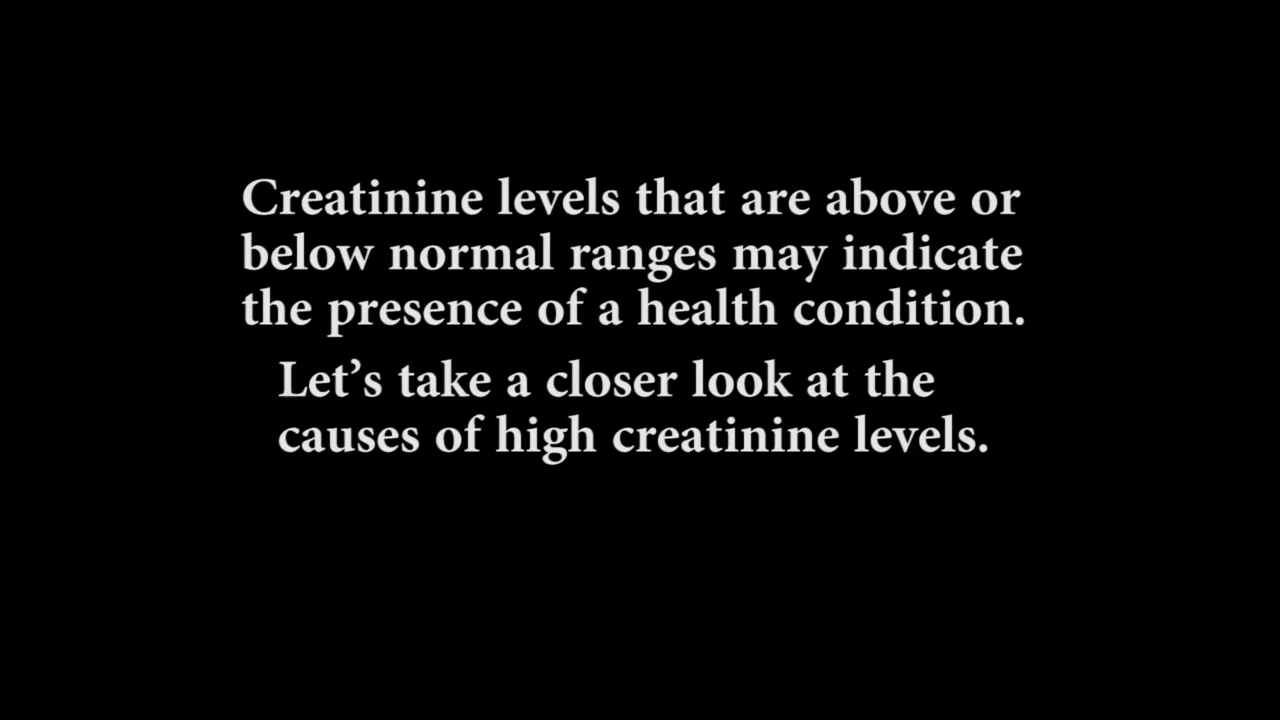 Creatinine levels that are above or
below normal ranges may indicate
the presence of a health condition.
Let’s take a closer look at the
causes of high creatinine levels.